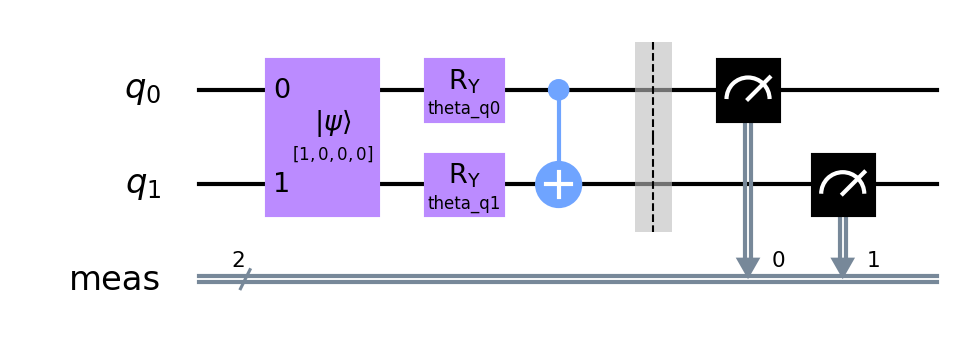 q0
0
|ψ⟩
[1, 0, 0, 0]
RY
theta_q0
q1
1
RY
theta_q1
meas
2
0
1